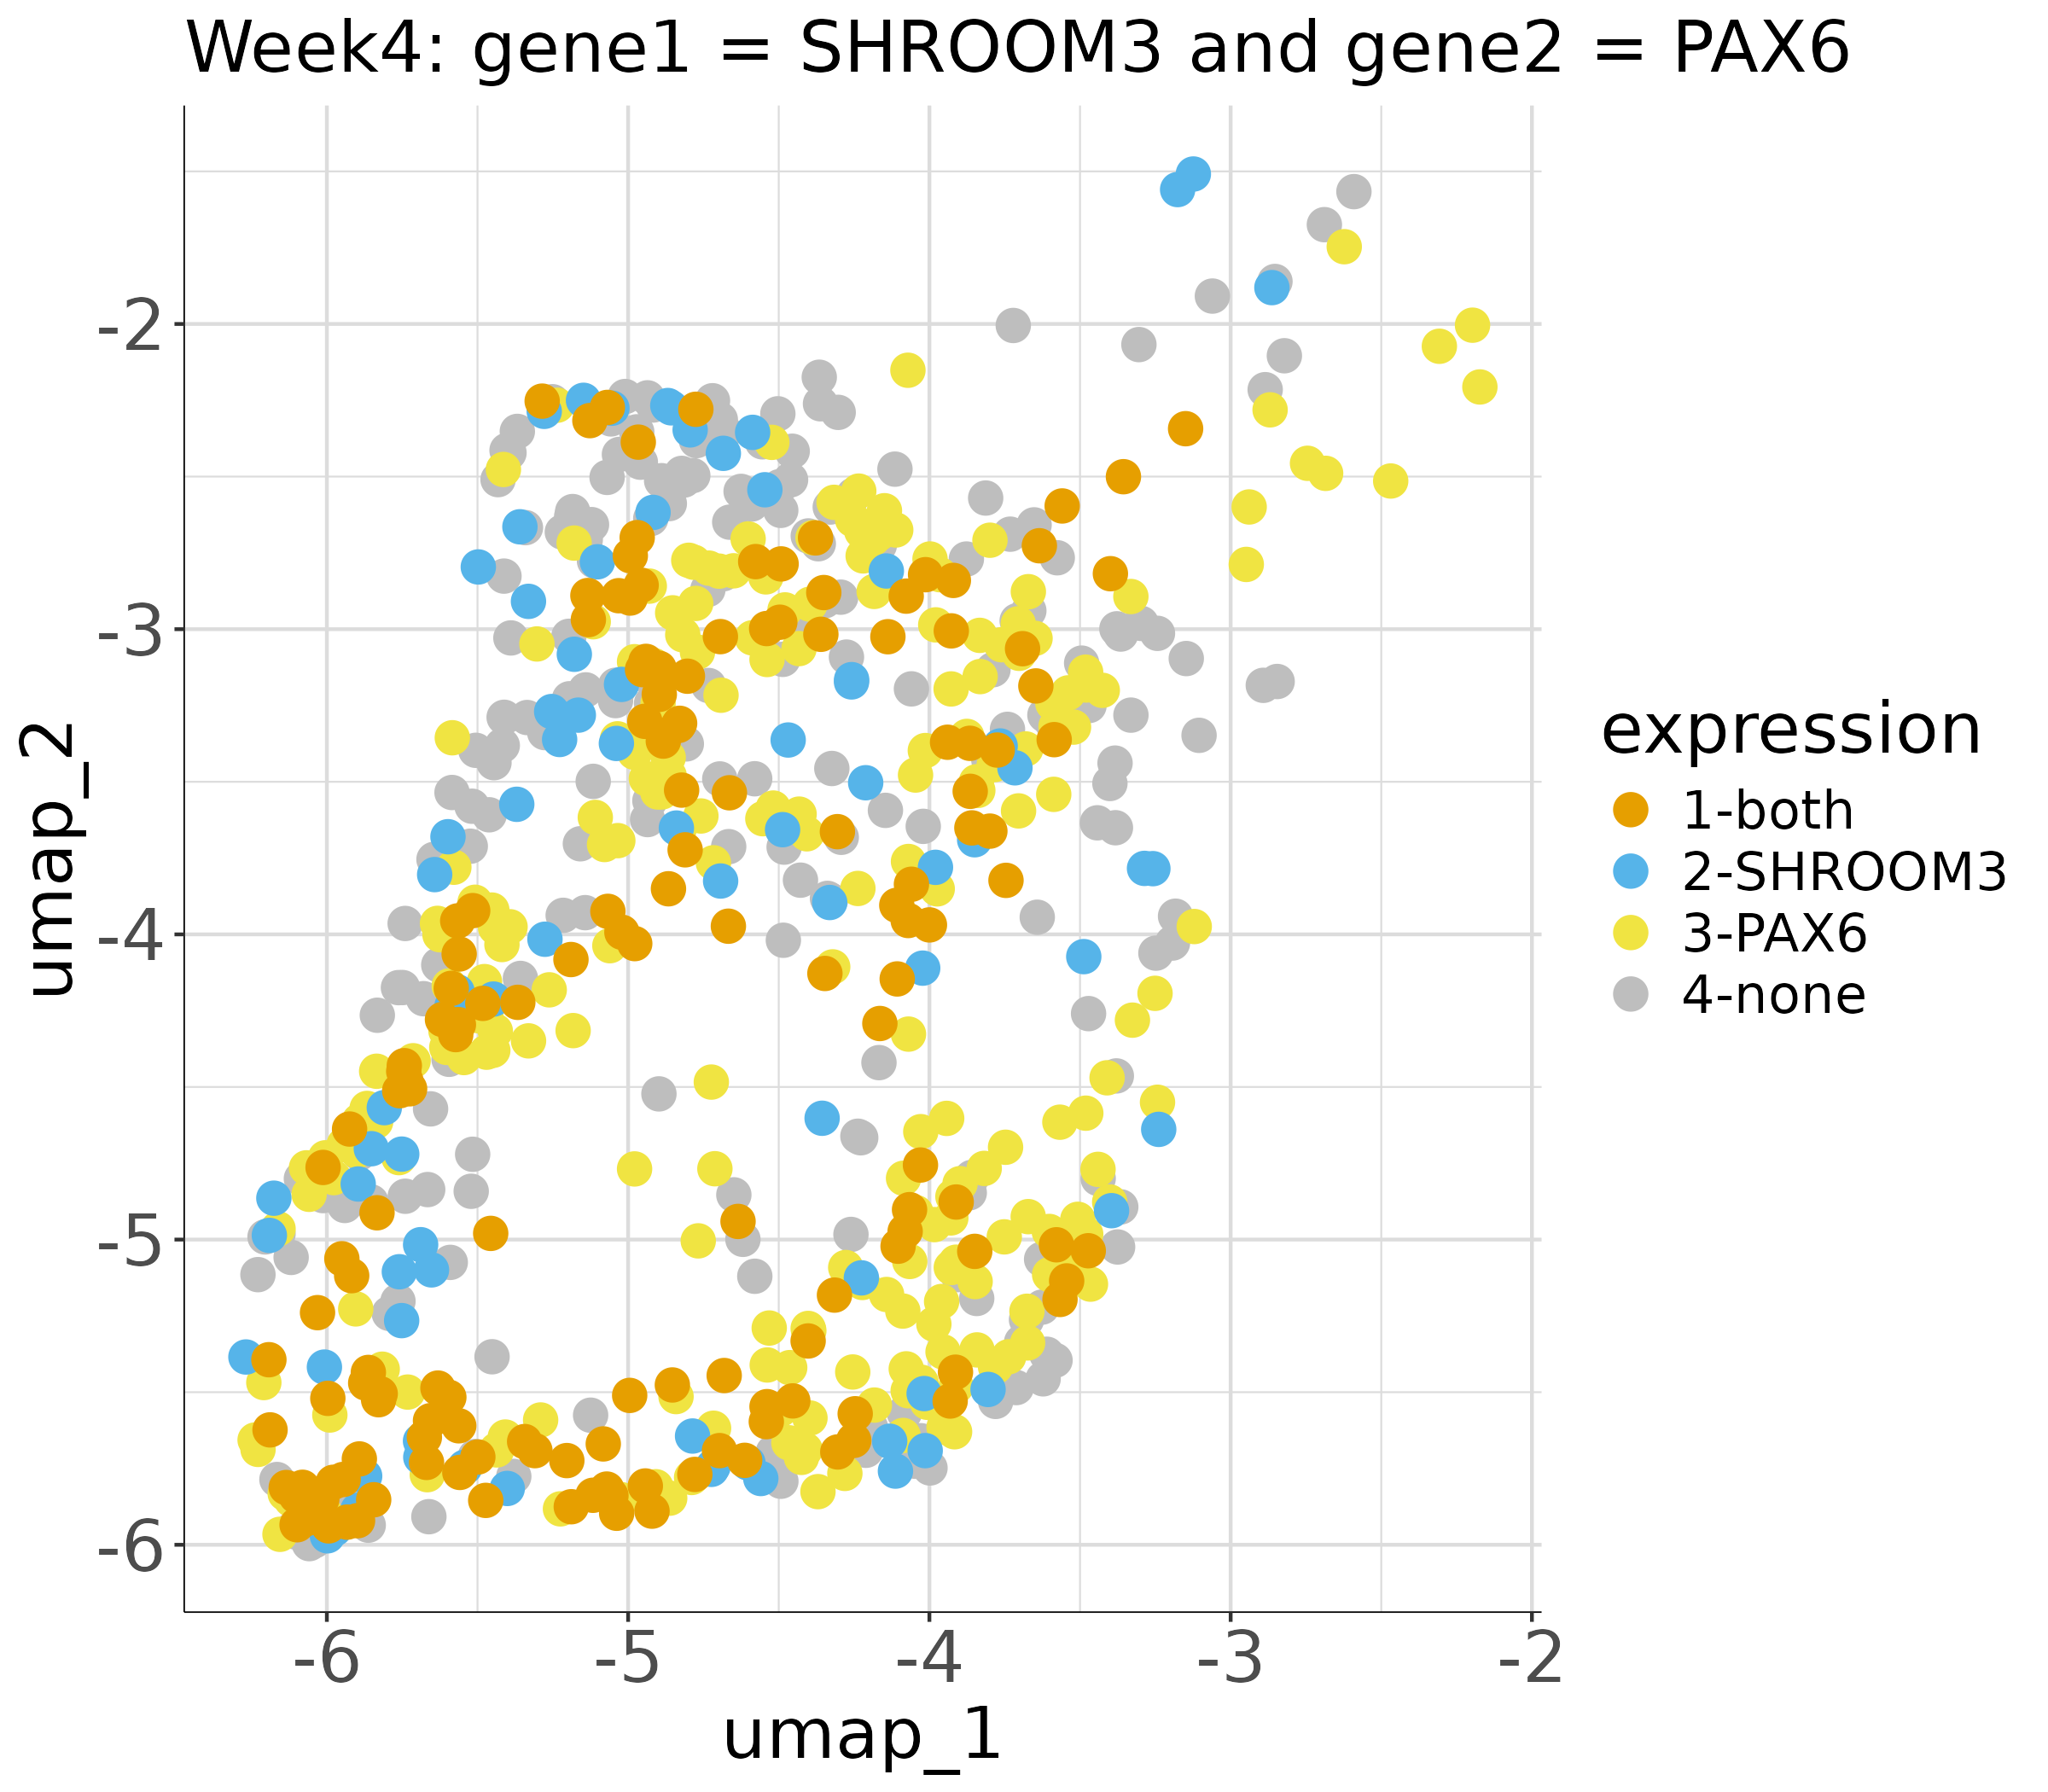 Week4: gene1 = SHROOM3 and gene2 = PAX6
-2
-3
-4
-5
-6
umap_2
-6 -5 -4 -3 -2
umap_1
expression
1-both
2-SHROOM3
3-PAX6
4-none